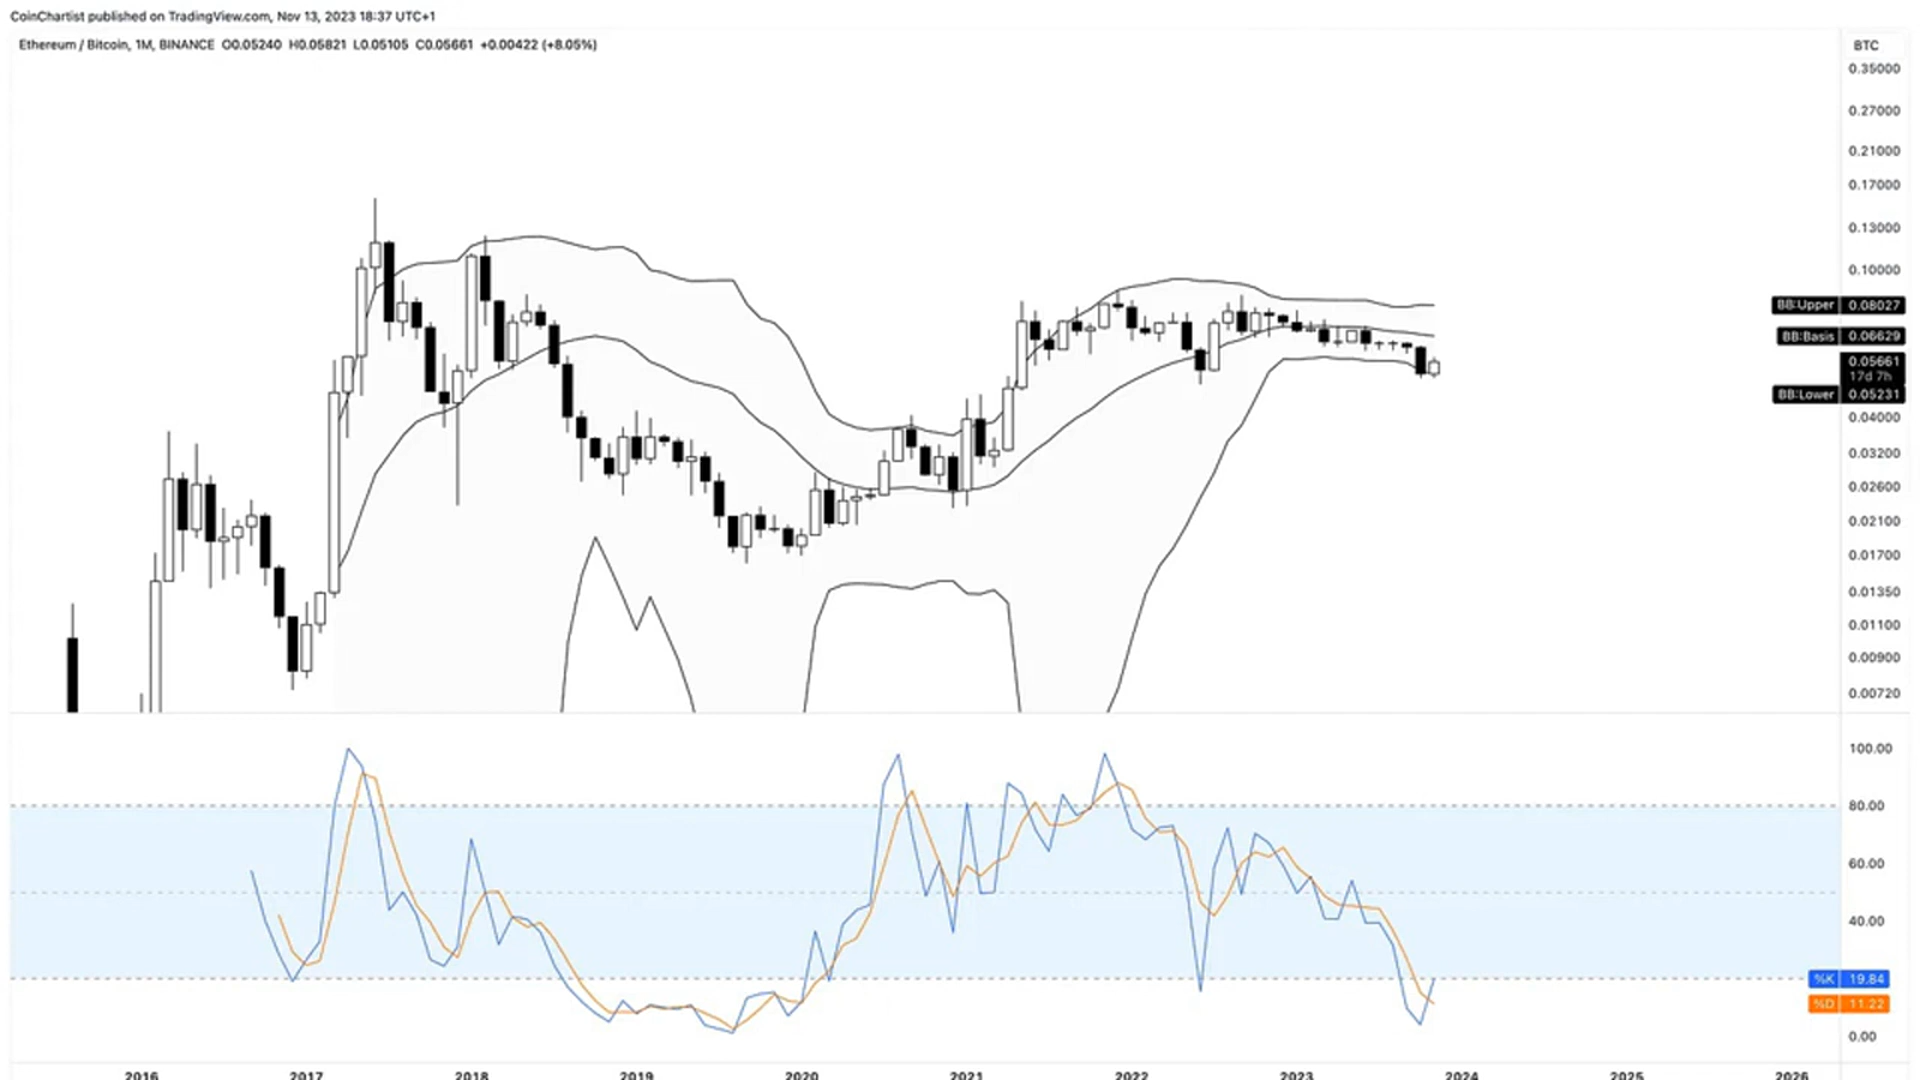 CoinChartist published on TradingView.com, Nov 13, 2023 18:37 UTC+1
Ethereum / Bitcoin, 1M, BINANCE O0.05240 H0.05821 L0.05105 C0.05661 +0.00422 (+8.05%)
BTC
0.35000
0.27000
0.21000
0.17000
0.13000
0.10000
BB:Upper 0.08027
BB:Basis 0.06629
0.05661
17d 7h
BB:Lower 0.05231
0.04000
0.03200
0.02600
0.02100
0.01700
0.01350
0.01100
0.00900
0.00720
100.00
80.00
60.00
40.00
%K 19.84
%D 11.22
0.00
2016 2017 2018 2019 2020 2021 2022 2023 2024 2025 2026